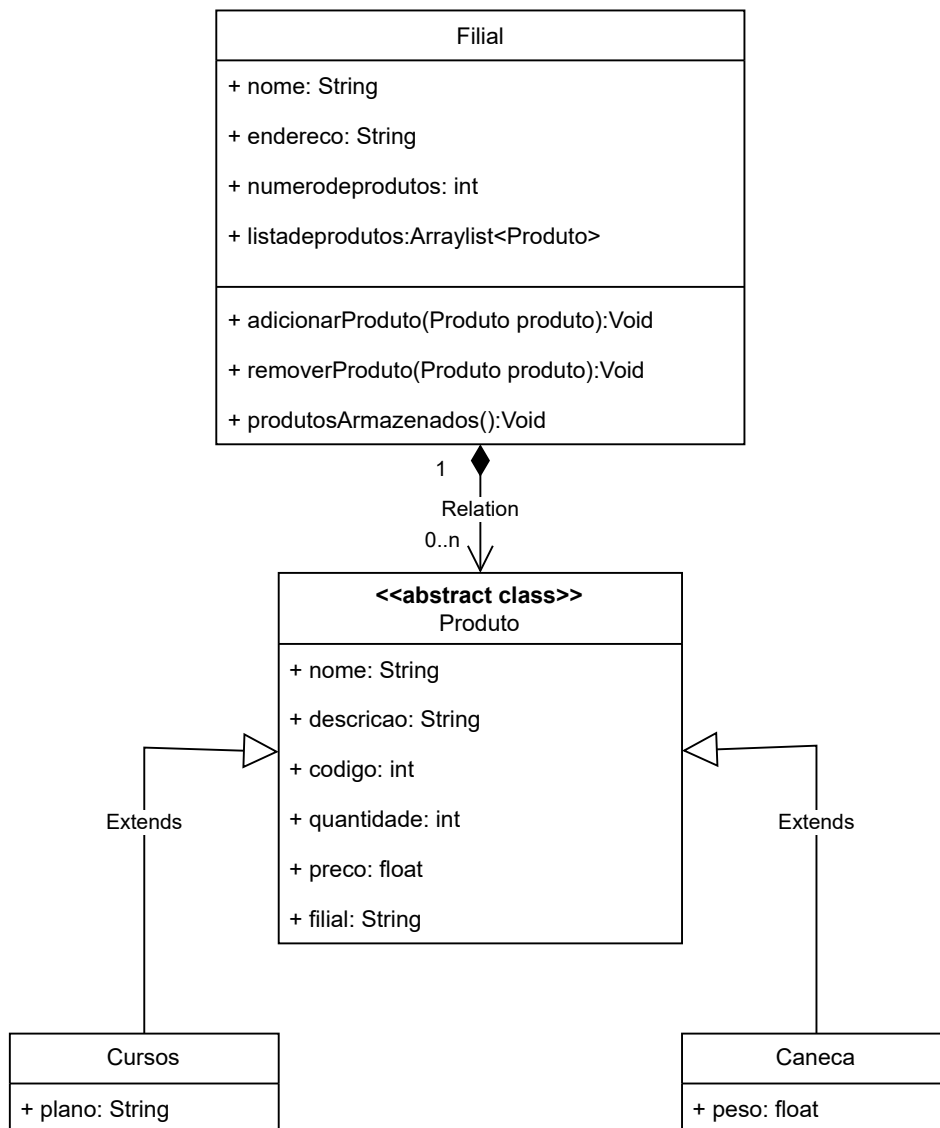 Filial
+ nome: String
+ endereco: String
+ numerodeprodutos: int
+ listadeprodutos:Arraylist<Produto>
+ adicionarProduto(Produto produto):Void
+ removerProduto(Produto produto):Void
+ produtosArmazenados():Void
1
Relation
0..n
<<abstract class>>
Produto
+ nome: String
+ descricao: String
+ codigo: int
+ quantidade: int
+ preco: float
+ filial: String
Extends
Extends
Cursos
+ plano: String
Caneca
+ peso: float